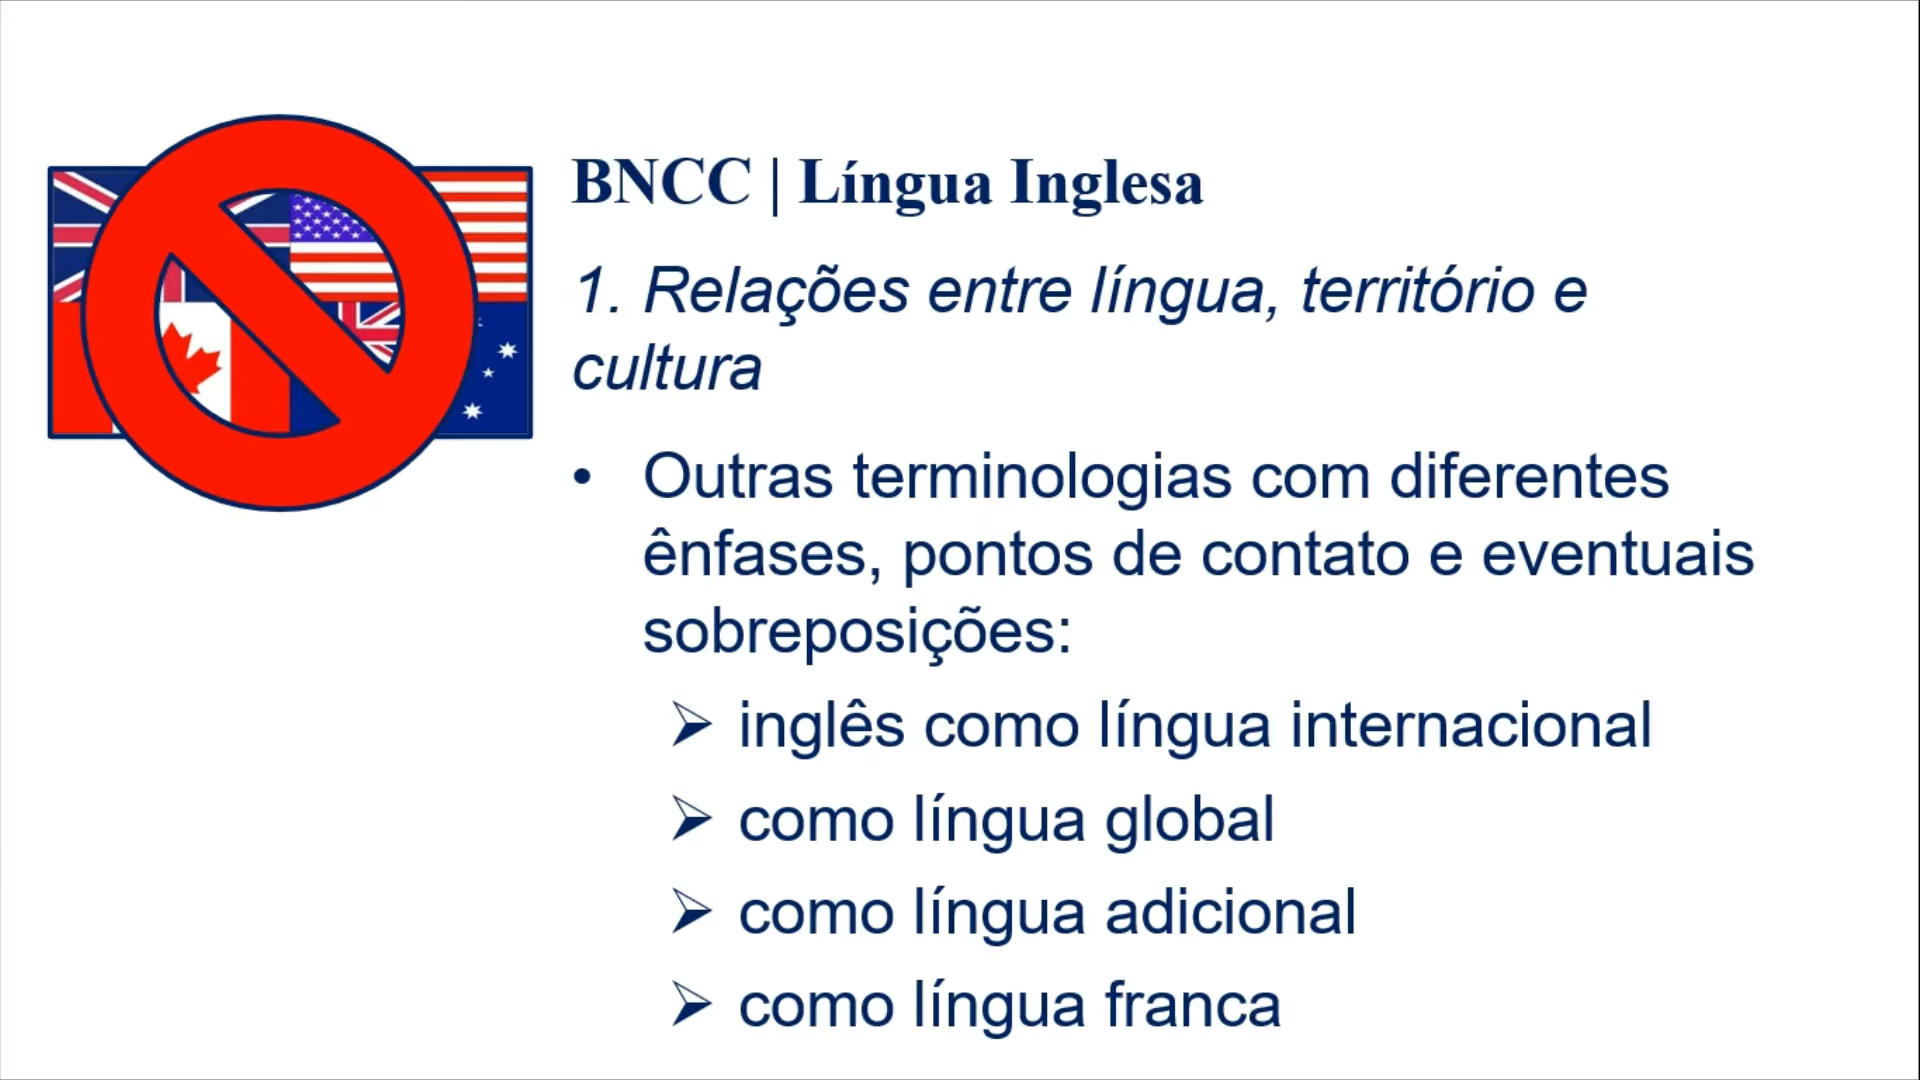 BNCC | Língua Inglesa
1. Relações entre língua, território e
cultura
• Outras terminologias com diferentes
ênfases, pontos de contato e eventuais
sobreposições:
➢ inglês como língua internacional
➢ como língua global
➢ como língua adicional
➢ como língua franca